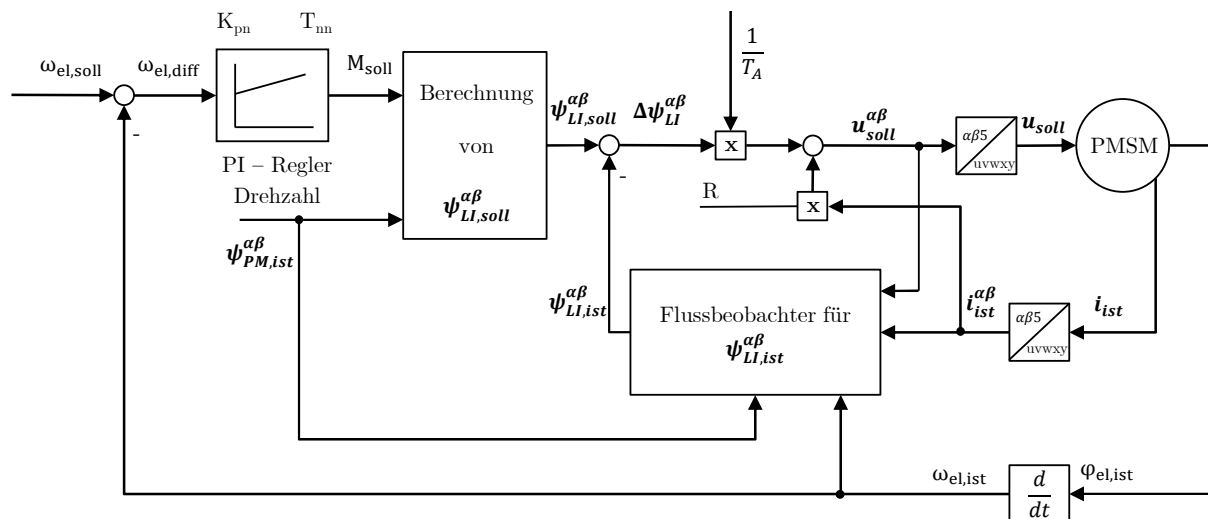 K_pn T_nn
ω_el,soll
ω_el,diff
PI – Regler
Drehzahl
M_soll
ψ^αβ_PM,ist
Berechnung
von
ψ^αβ_LI,soll
ψ^αβ_LI,soll
-
Δψ^αβ_LI
1/T_A
x
R
x
u^αβ_soll
αβ5
uvwxy
u_soll
PMSM
ψ^αβ_LI,ist
Flussbeobachter für
ψ^αβ_LI,ist
i^αβ_ist
αβ5
uvwxy
i_ist
-
ω_el,ist
d/dt
φ_el,ist